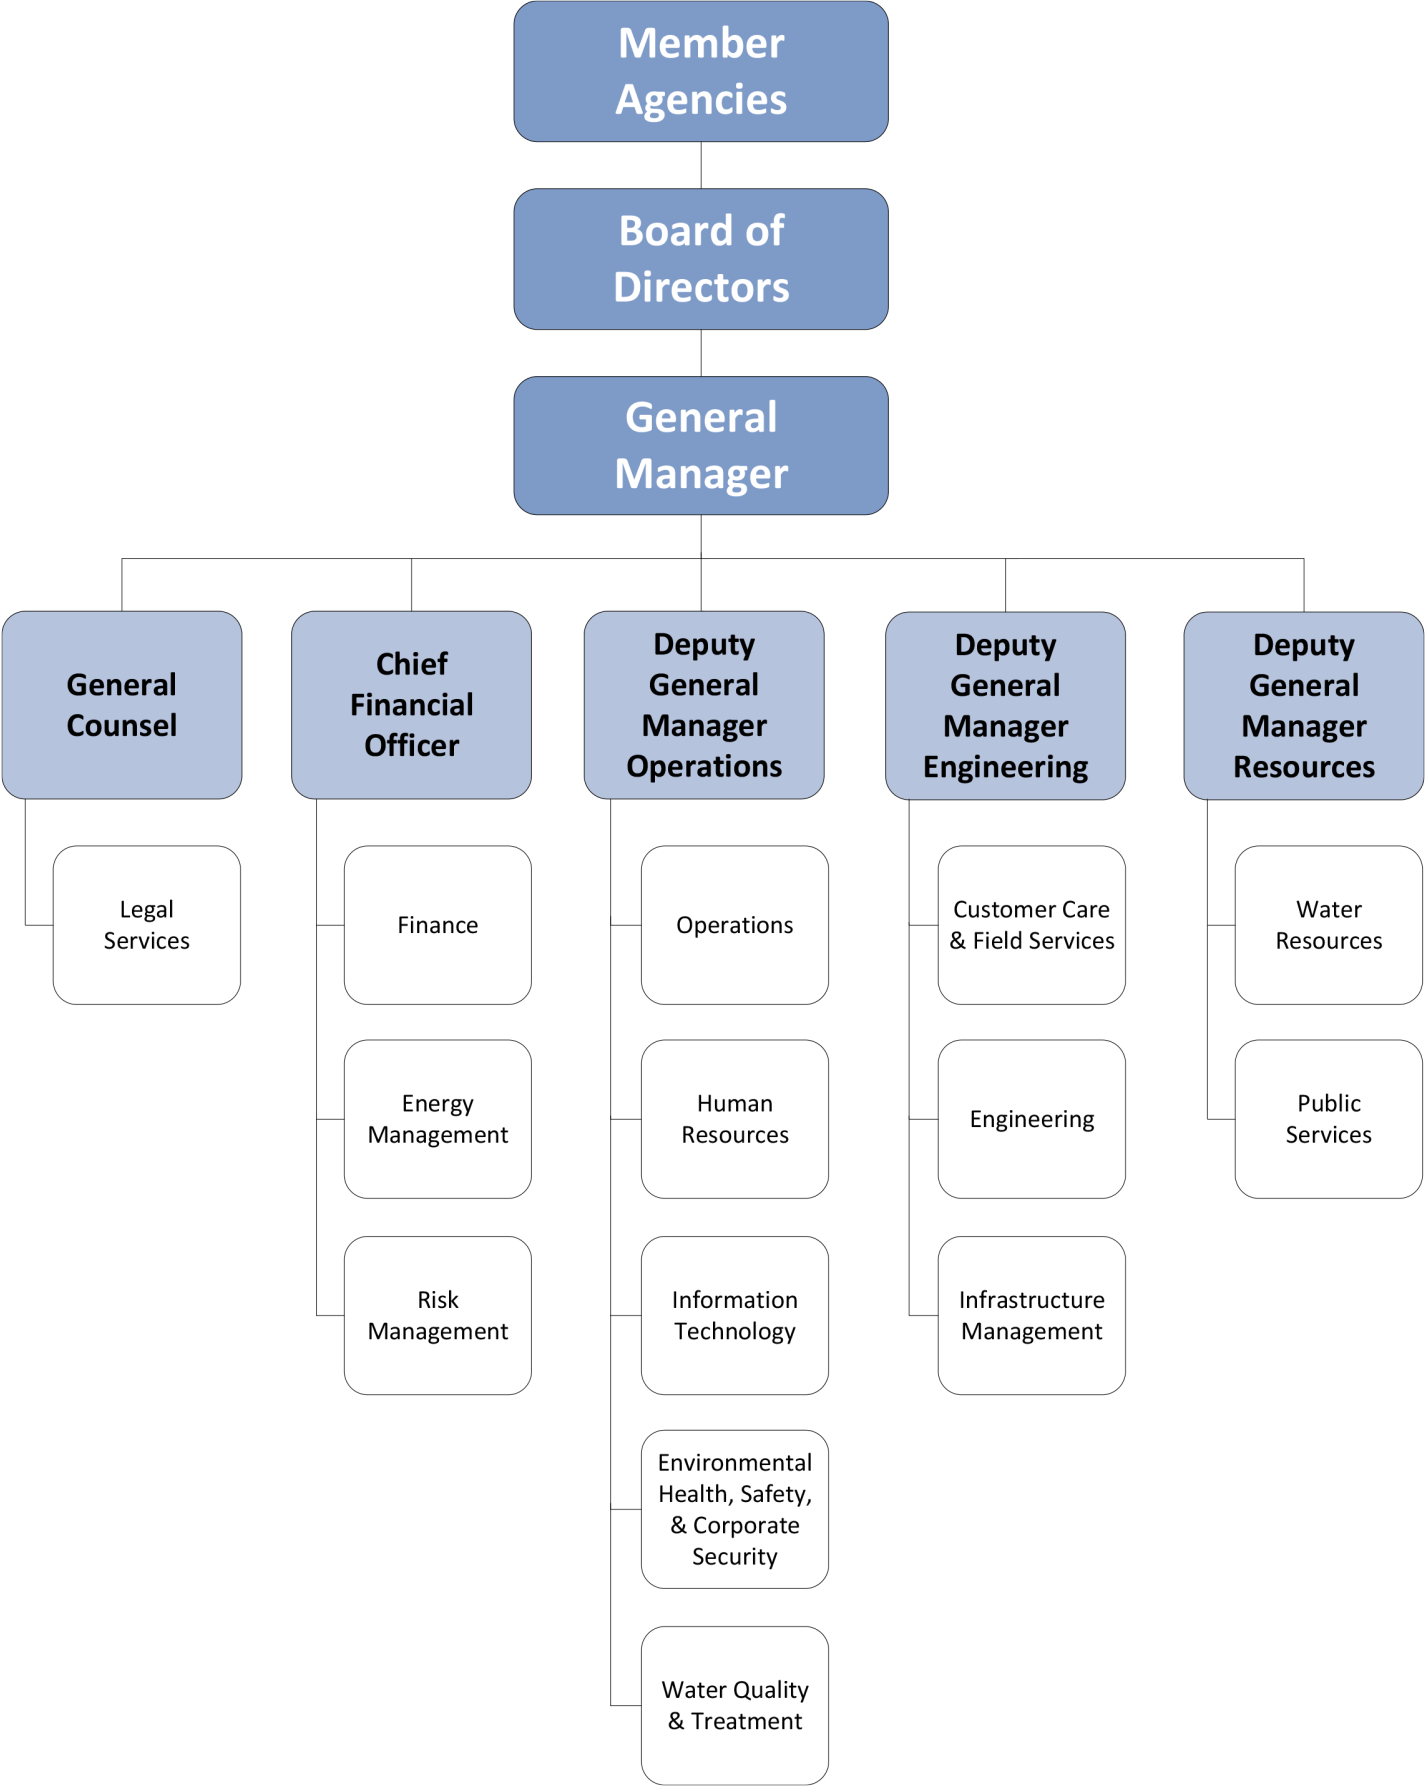 Member
Agencies
Board of
Directors
General
Manager
General
Counsel
Chief
Financial
Officer
Deputy
General
Manager
Operations
Deputy
General
Manager
Engineering
Deputy
General
Manager
Resources
Legal
Services
Finance
Energy
Management
Risk
Management
Operations
Human
Resources
Information
Technology
Environmental
Health, Safety,
& Corporate
Security
Water Quality
& Treatment
Customer Care
& Field Services
Engineering
Infrastructure
Management
Water
Resources
Public
Services